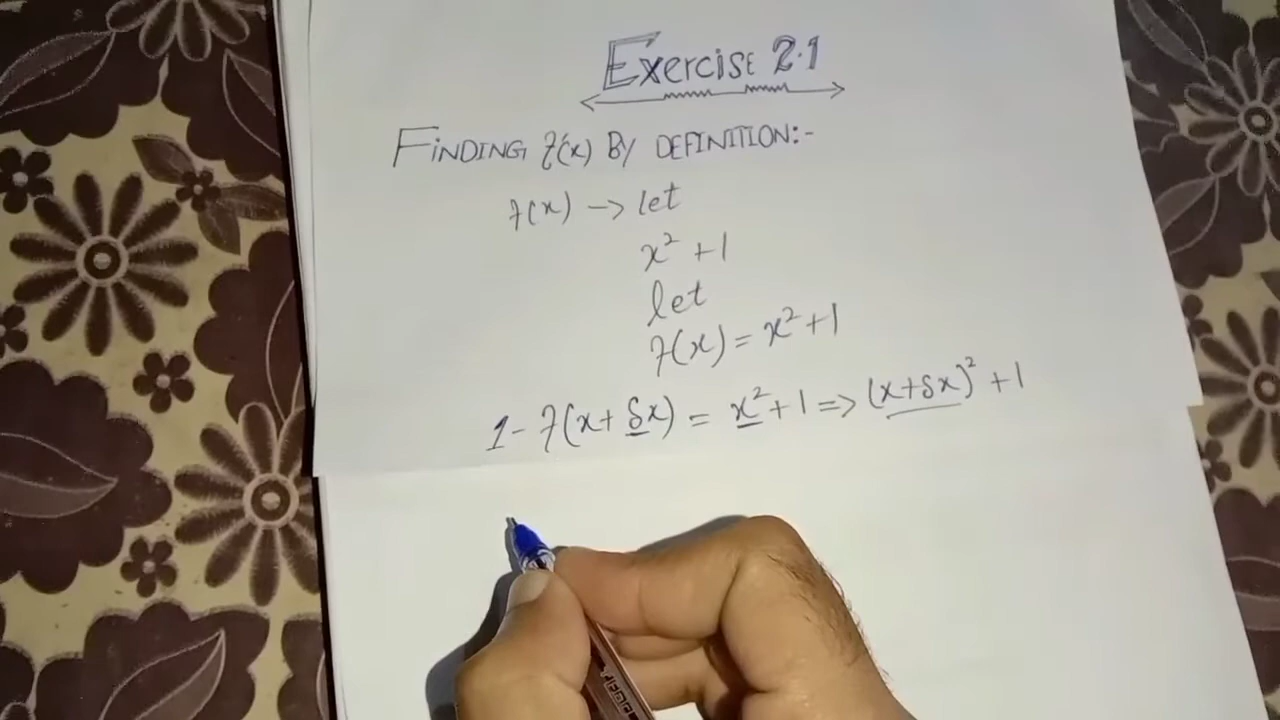 Exercise 2.1
FINDING f'(x) BY DEFINITION:-
f(x) -> let
x² + 1
let
f(x) = x² + 1
1- f(x + δx) = x² + 1 => (x+δx)² + 1